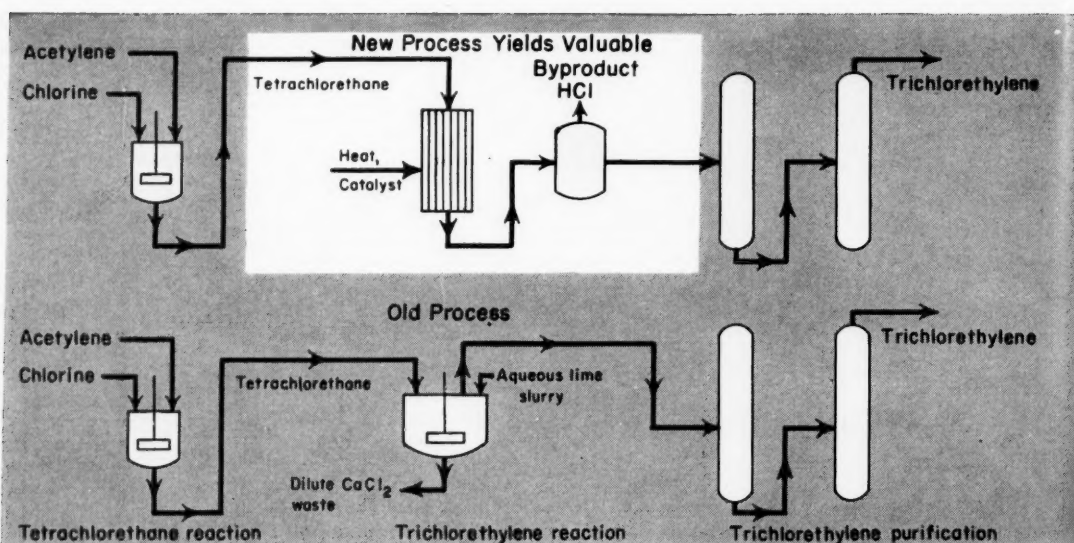 New Process Yields Valuable
Byproduct
HCl
Acetylene
Chlorine
Tetrachlorethane
Heat,
Catalyst
Trichlorethylene
Old Process
Acetylene
Chlorine
Tetrachlorethane
Aqueous lime
slurry
Trichlorethylene
Dilute CaCl₂
waste
Tetrachlorethane reaction
Trichlorethylene reaction
Trichlorethylene purification